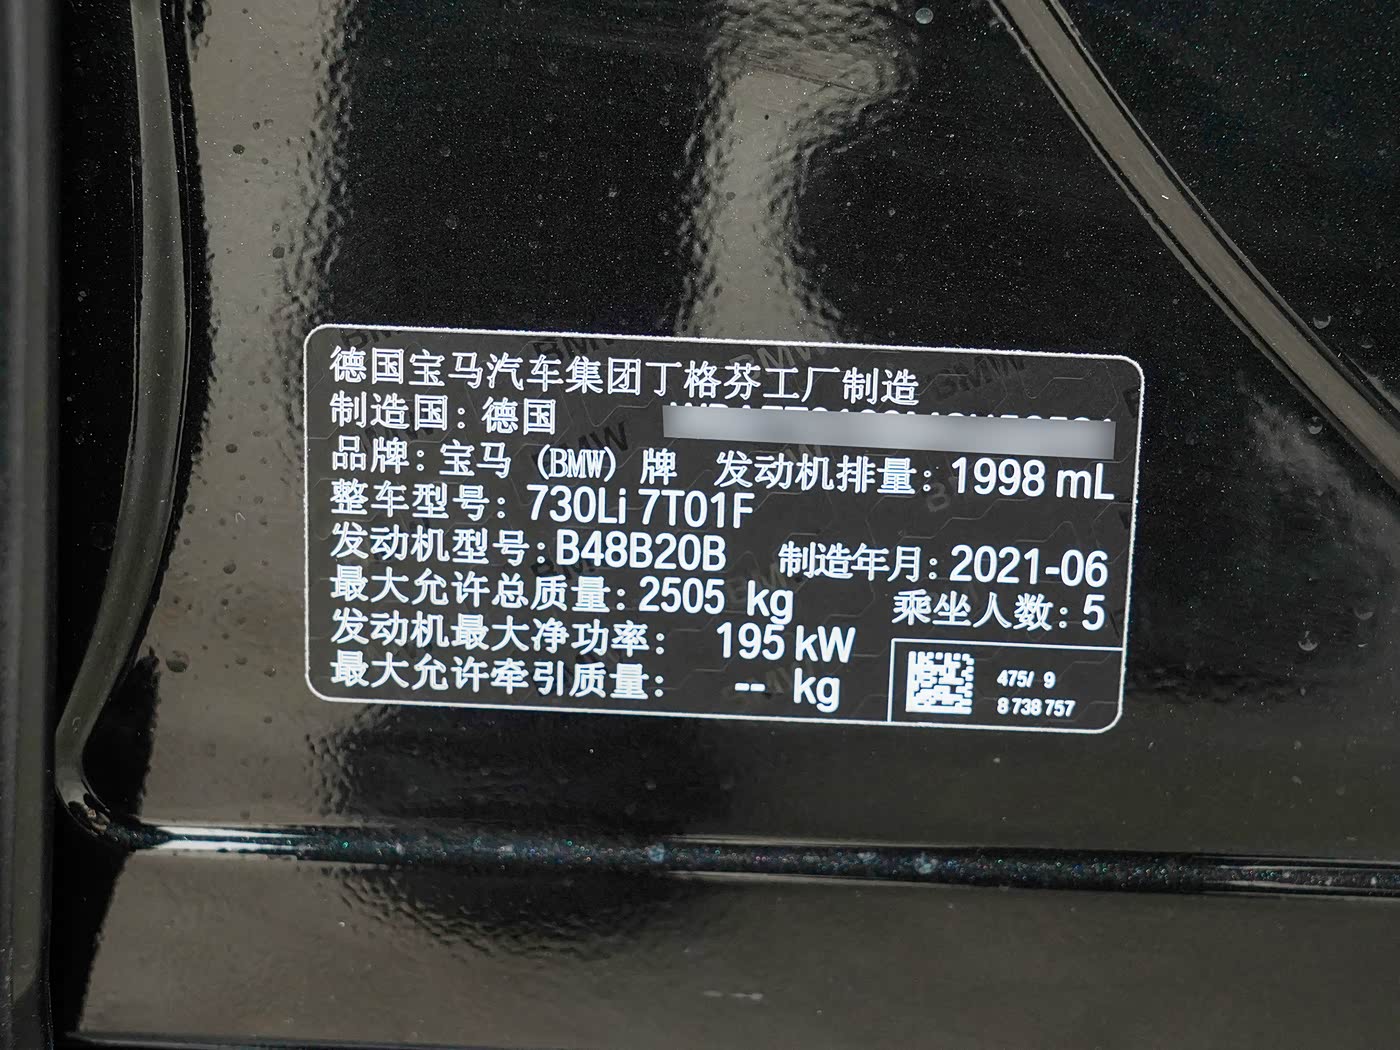 德国宝马汽车集团丁格芬工厂制造
制造国：德国
品牌：宝马（BMW）牌 发动机排量：1998 mL
整车型号：730Li 7T01F
发动机型号：B48B20B 制造年月：2021-06
最大允许总质量：2505 kg 乘坐人数：5
发动机最大净功率： 195 kW
最大允许牵引质量： -- kg
475/ 9
8 738 757